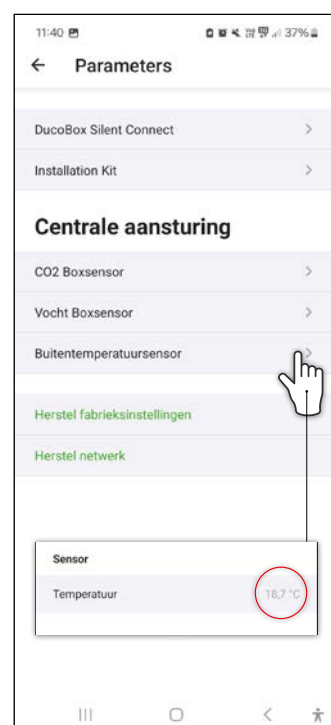 11:40
37%
Parameters
DucoBox Silent Connect
Installation Kit
Centrale aansturing
CO2 Boxsensor
Vocht Boxsensor
Buitentemperatuursensor
Herstel fabrieksinstellingen
Herstel netwerk
Sensor
Temperatuur 18,7 °C